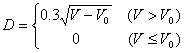 D = { 0.3√(V − V₀)   (V > V₀)
0   (V ≤ V₀)